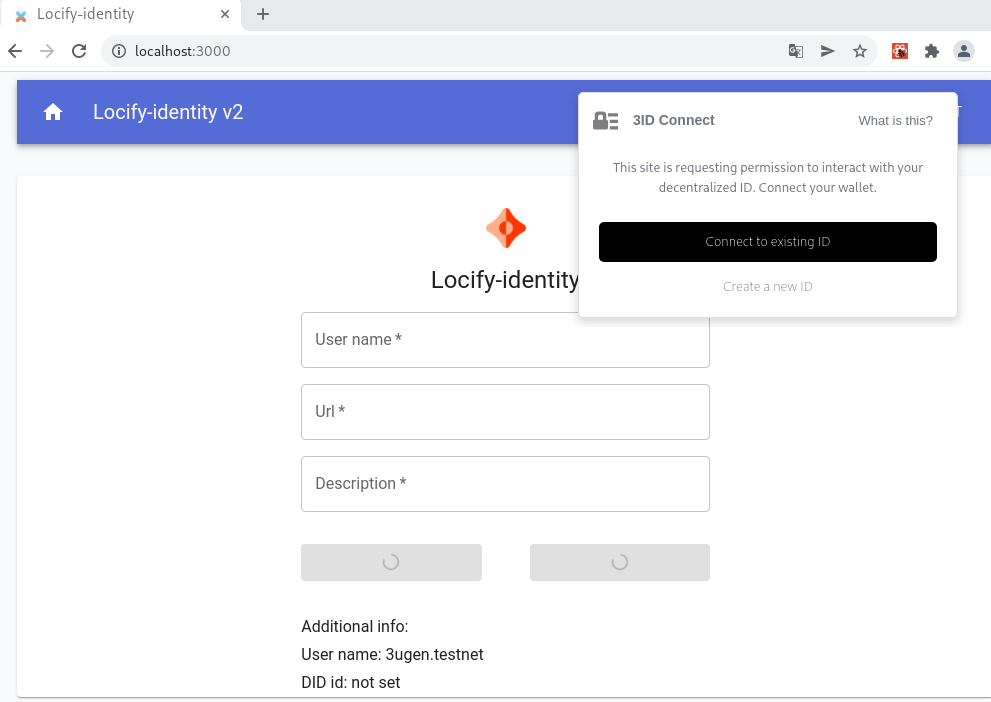 Locify-identity
localhost:3000
Locify-identity v2
3ID Connect
What is this?
This site is requesting permission to interact with your
decentralized ID. Connect your wallet.
Connect to existing ID
Create a new ID
Locify-identity
User name *
Url *
Description *
Additional info:
User name: 3ugen.testnet
DID id: not set